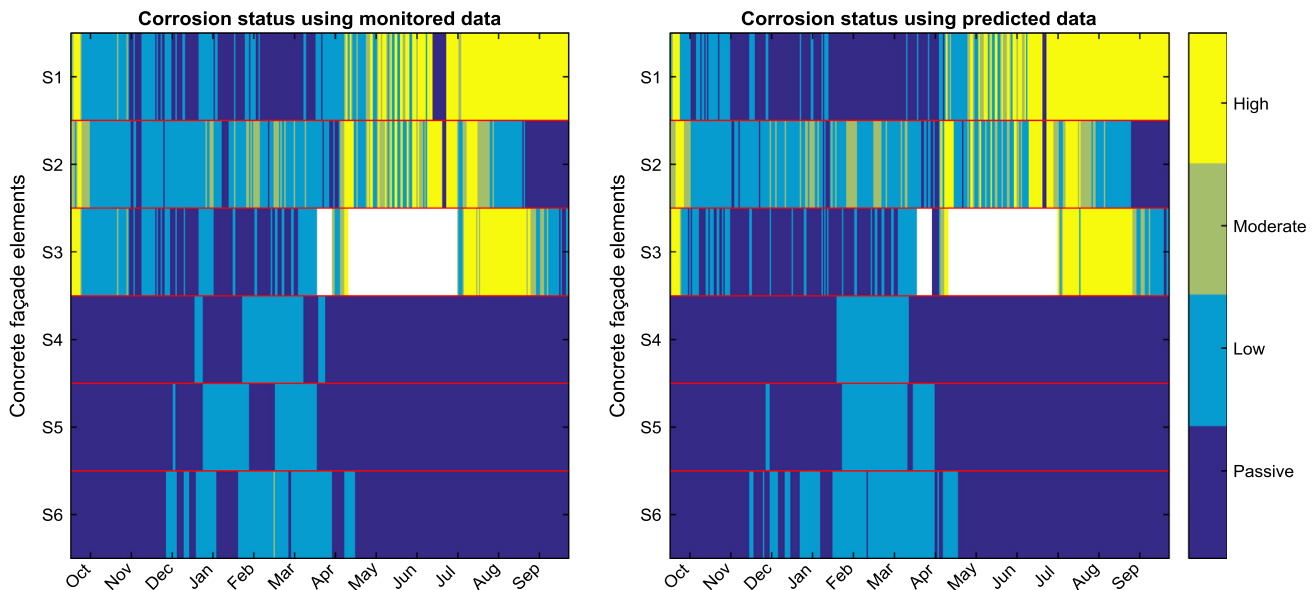 Corrosion status using monitored data
Concrete façade elements
S1
S2
S3
S4
S5
S6
Oct Nov Dec Jan Feb Mar Apr May Jun Jul Aug Sep
Corrosion status using predicted data
Concrete façade elements
S1
S2
S3
S4
S5
S6
Oct Nov Dec Jan Feb Mar Apr May Jun Jul Aug Sep
High
Moderate
Low
Passive